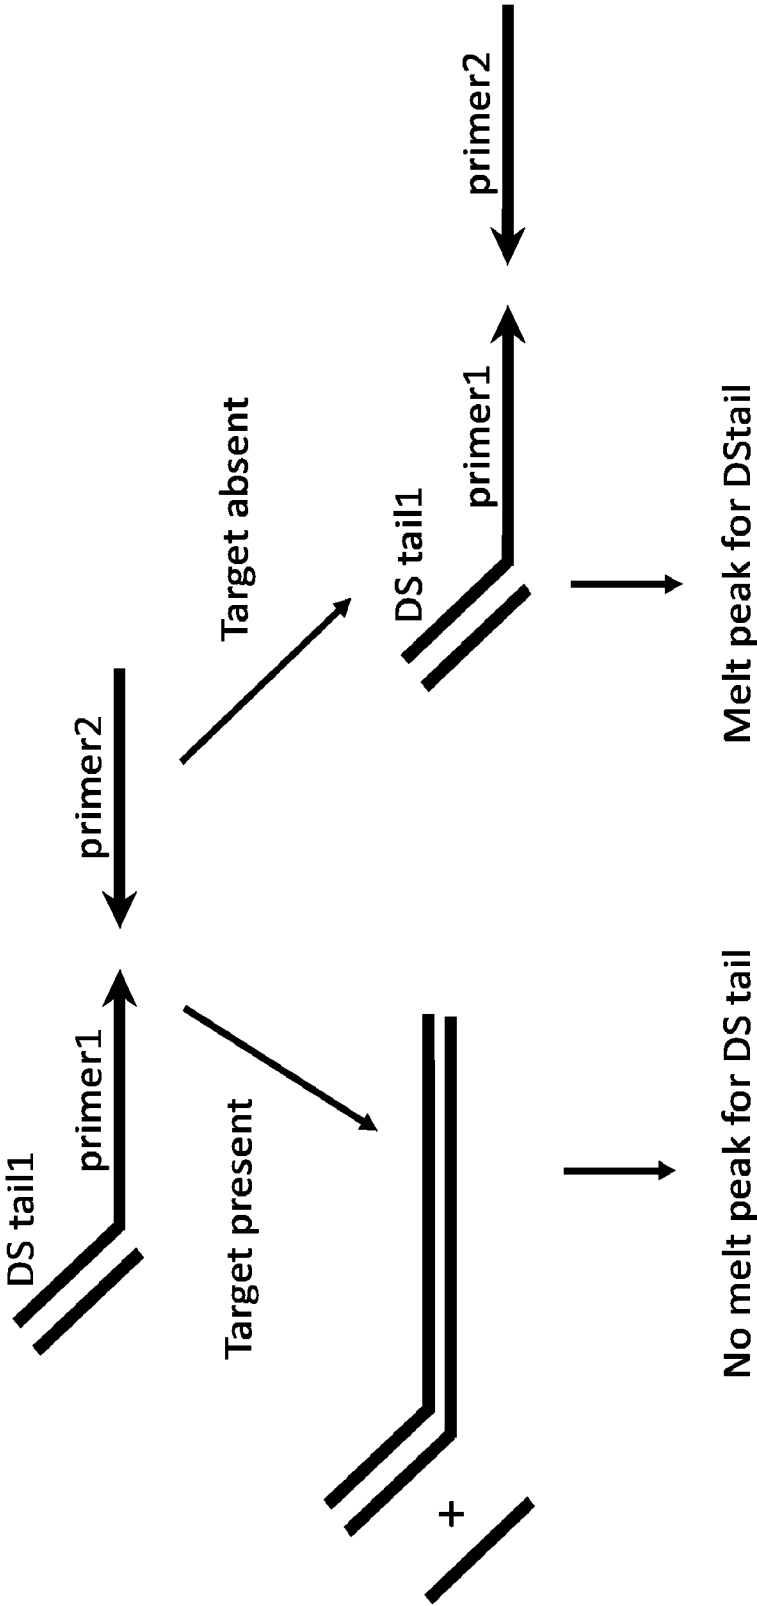 DS tail1
primer1
primer2
Target present
Target absent
DS tail1
primer1
primer2
+
No melt peak for DS tail
Melt peak for DStail